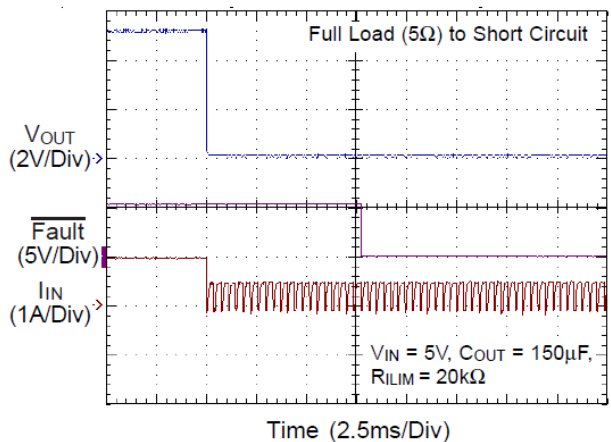 Full Load (5Ω) to Short Circuit
VOUT
(2V/Div)
Fault
(5V/Div)
IIN
(1A/Div)
VIN = 5V, COUT = 150μF,
RILIM = 20kΩ
Time (2.5ms/Div)